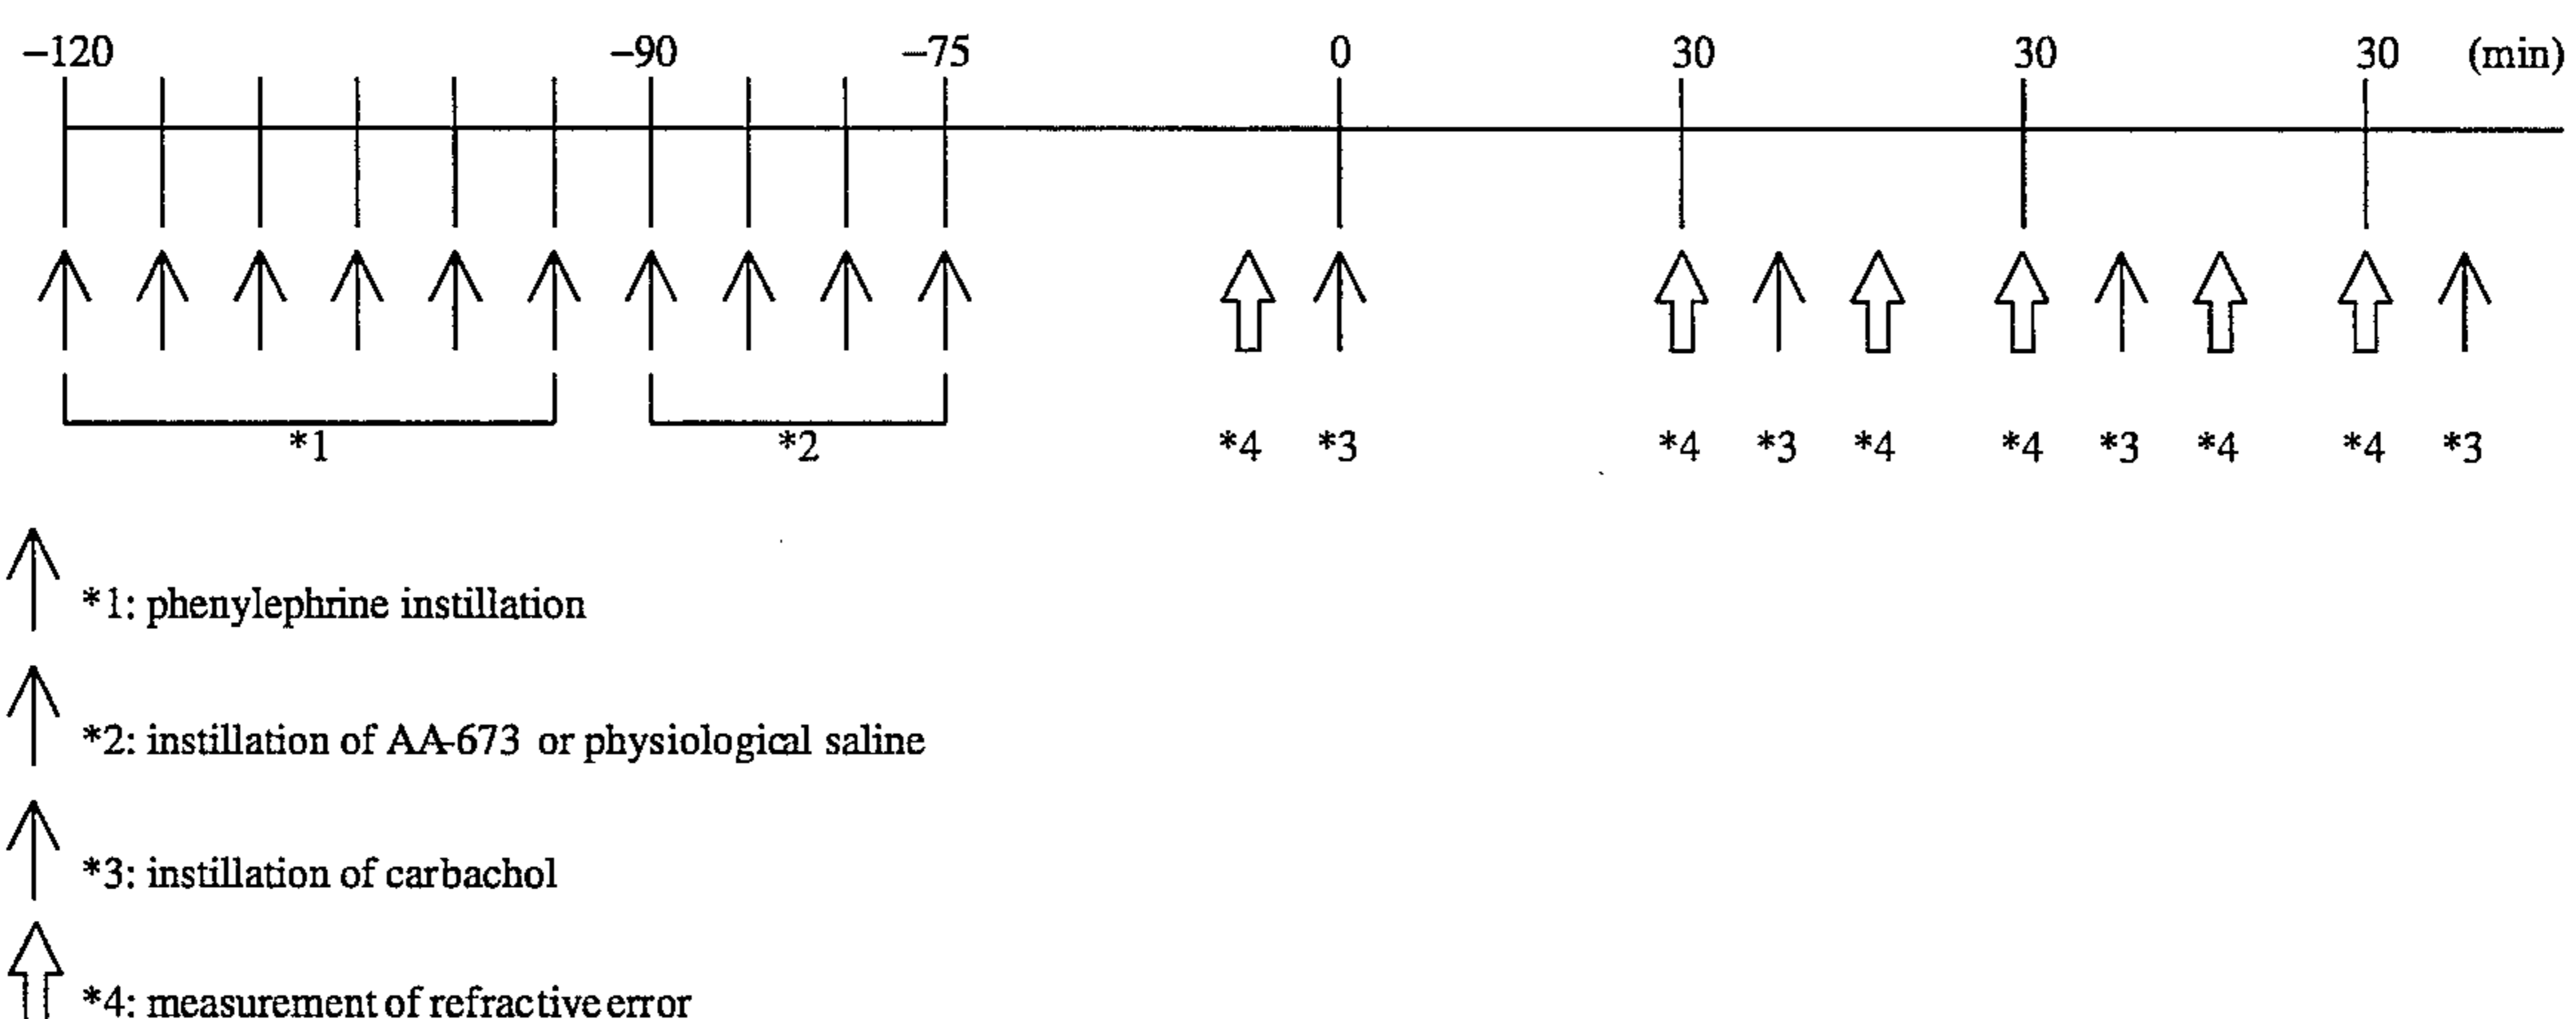 –120 –90 –75 0 30 30 30 (min)
*1 *2 *4 *3 *4 *3 *4 *4 *3 *4 *4 *3
*1: phenylephrine instillation
*2: instillation of AA-673 or physiological saline
*3: instillation of carbachol
*4: measurement of refractive error